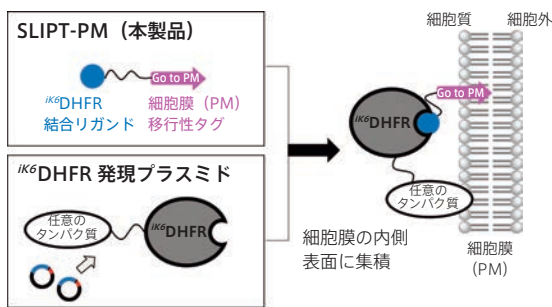 SLIPT-PM（本製品）
Go to PM
iK6DHFR
結合リガンド
細胞膜（PM）
移行性タグ
iK6DHFR 発現プラスミド
任意の
タンパク質
iK6DHFR
細胞質
細胞外
Go to PM
iK6DHFR
任意の
タンパク質
細胞膜の内側
表面に集積
細胞膜
(PM)